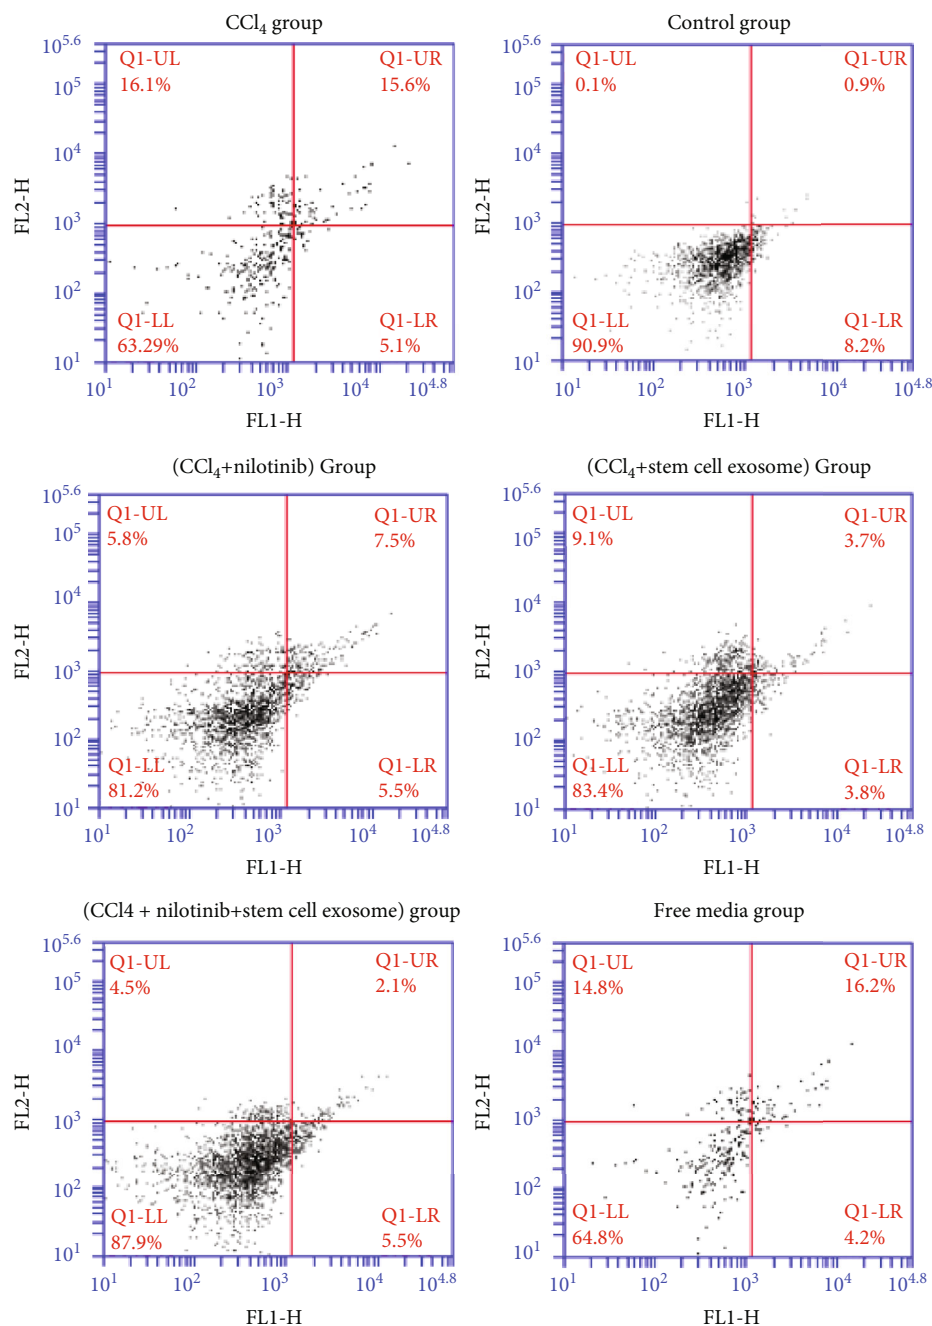 CCl₄ group
10^5.6
10^5
10^4
10^3
10^2
10^1
FL2-H
Q1-UL
16.1%
Q1-UR
15.6%
Q1-LL
63.29%
Q1-LR
5.1%
10^1 10^2 10^3 10^4 10^4.8
FL1-H
Control group
10^5.6
10^5
10^4
10^3
10^2
10^1
FL2-H
Q1-UL
0.1%
Q1-UR
0.9%
Q1-LL
90.9%
Q1-LR
8.2%
10^1 10^2 10^3 10^4 10^4.8
FL1-H
(CCl₄+nilotinib) Group
10^5.6
10^5
10^4
10^3
10^2
10^1
FL2-H
Q1-UL
5.8%
Q1-UR
7.5%
Q1-LL
81.2%
Q1-LR
5.5%
10^1 10^2 10^3 10^4 10^4.8
FL1-H
(CCl₄+stem cell exosome) Group
10^5.6
10^5
10^4
10^3
10^2
10^1
FL2-H
Q1-UL
9.1%
Q1-UR
3.7%
Q1-LL
83.4%
Q1-LR
3.8%
10^1 10^2 10^3 10^4 10^4.8
FL1-H
(CCl4 + nilotinib+stem cell exosome) group
10^5.6
10^5
10^4
10^3
10^2
10^1
FL2-H
Q1-UL
4.5%
Q1-UR
2.1%
Q1-LL
87.9%
Q1-LR
5.5%
10^1 10^2 10^3 10^4 10^4.8
FL1-H
Free media group
10^5.6
10^5
10^4
10^3
10^2
10^1
FL2-H
Q1-UL
14.8%
Q1-UR
16.2%
Q1-LL
64.8%
Q1-LR
4.2%
10^1 10^2 10^3 10^4 10^4.8
FL1-H